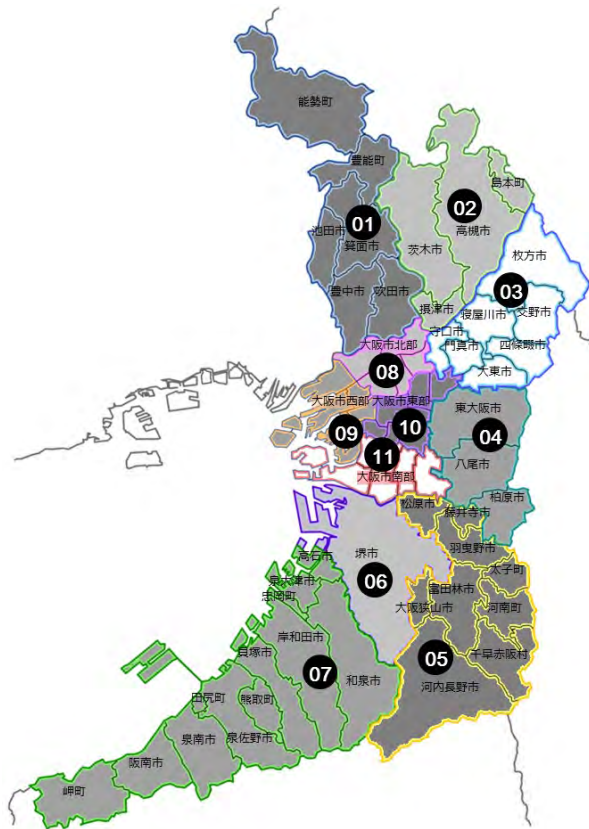 能勢町
豊能町
島本町
02
01
池田市
高槻市
箕面市
茨木市
枚方市
03
豊中市
吹田市
摂津市
寝屋川市
交野市
守口市
門真市
四條畷市
大阪市北部
大東市
08
大阪市西部
大阪市東部
東大阪市
10
09
04
11
八尾市
大阪市南部
柏原市
松原市
藤井寺市
羽曳野市
高石市
太子町
堺市
泉大津市
06
富田林市
忠岡町
大阪狭山市
河南町
岸和田市
千早赤阪村
貝塚市
05
07
和泉市
河内長野市
田尻町
熊取町
泉南市
泉佐野市
阪南市
岬町